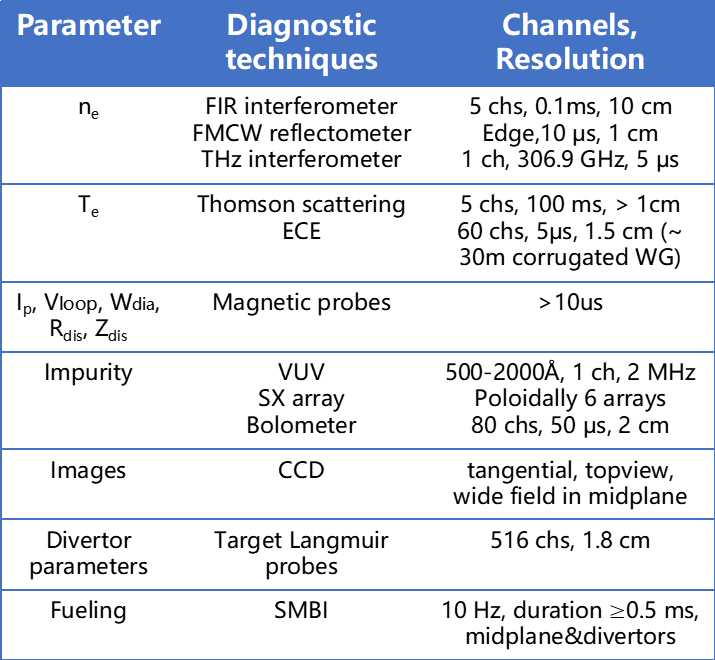 Parameter
Diagnostic techniques
Channels, Resolution
nₑ
FIR interferometer
5 chs, 0.1ms, 10 cm
FMCW reflectometer
Edge,10 μs, 1 cm
THz interferometer
1 ch, 306.9 GHz, 5 μs
Tₑ
Thomson scattering
5 chs, 100 ms, > 1cm
ECE
60 chs, 5μs, 1.5 cm (~
30m corrugated WG)
Iₚ, Vloop, Wdia,
R_dis, Z_dis
Magnetic probes
>10us
Impurity
VUV
500-2000Å, 1 ch, 2 MHz
SX array
Poloidally 6 arrays
Bolometer
80 chs, 50 μs, 2 cm
Images
CCD
tangential, topview,
wide field in midplane
Divertor
parameters
Target Langmuir
probes
516 chs, 1.8 cm
Fueling
SMBI
10 Hz, duration ≥0.5 ms,
midplane&divertors